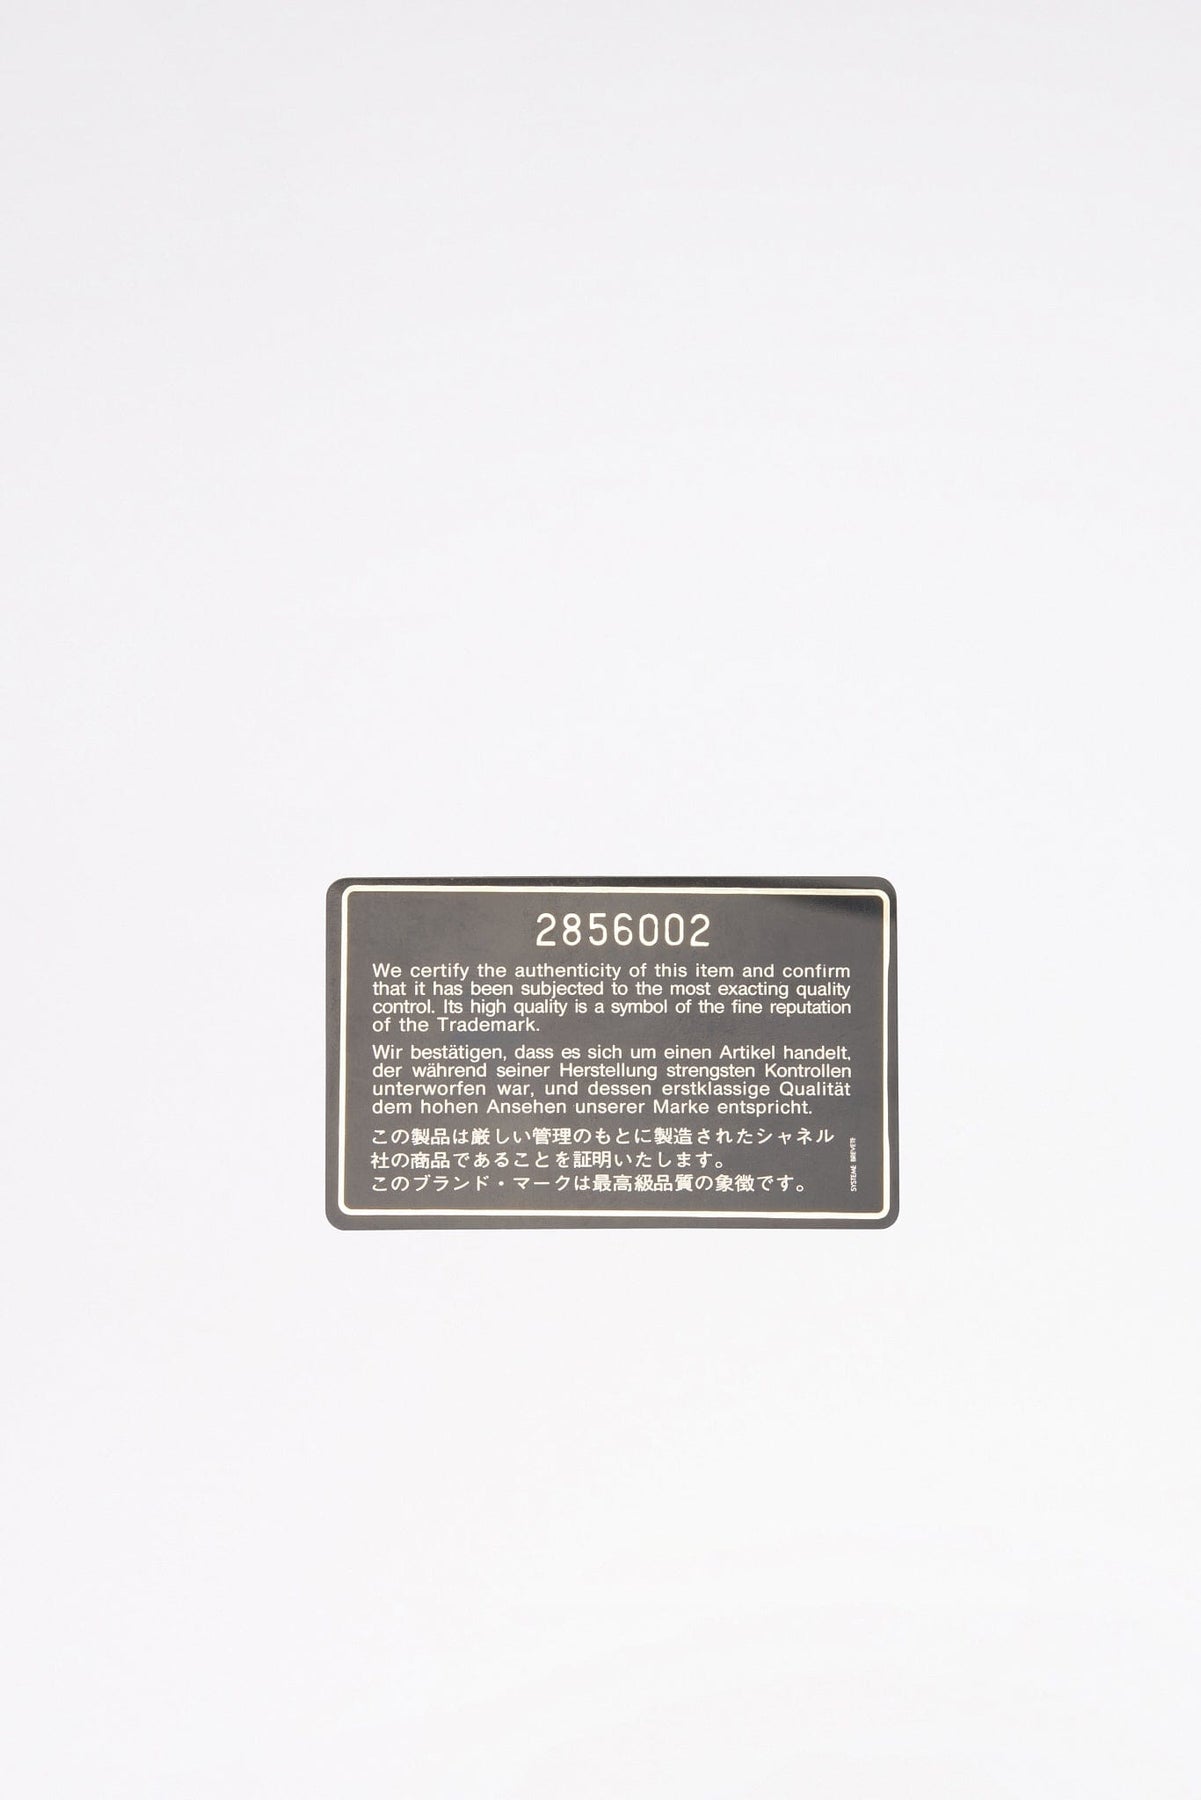 2856002
We certify the authenticity of this item and confirm
that it has been subjected to the most exacting quality
control. Its high quality is a symbol of the fine reputation
of the Trademark.
Wir bestätigen, dass es sich um einen Artikel handelt,
der während seiner Herstellung strengsten Kontrollen
unterworfen war, und dessen erstklassige Qualität
dem hohen Ansehen unserer Marke entspricht.
この製品は厳しい管理のもとに製造されたシャネル
社の商品であることを証明いたします。
このブランド・マークは最高級品質の象徴です。
SYSTEME BREVETE